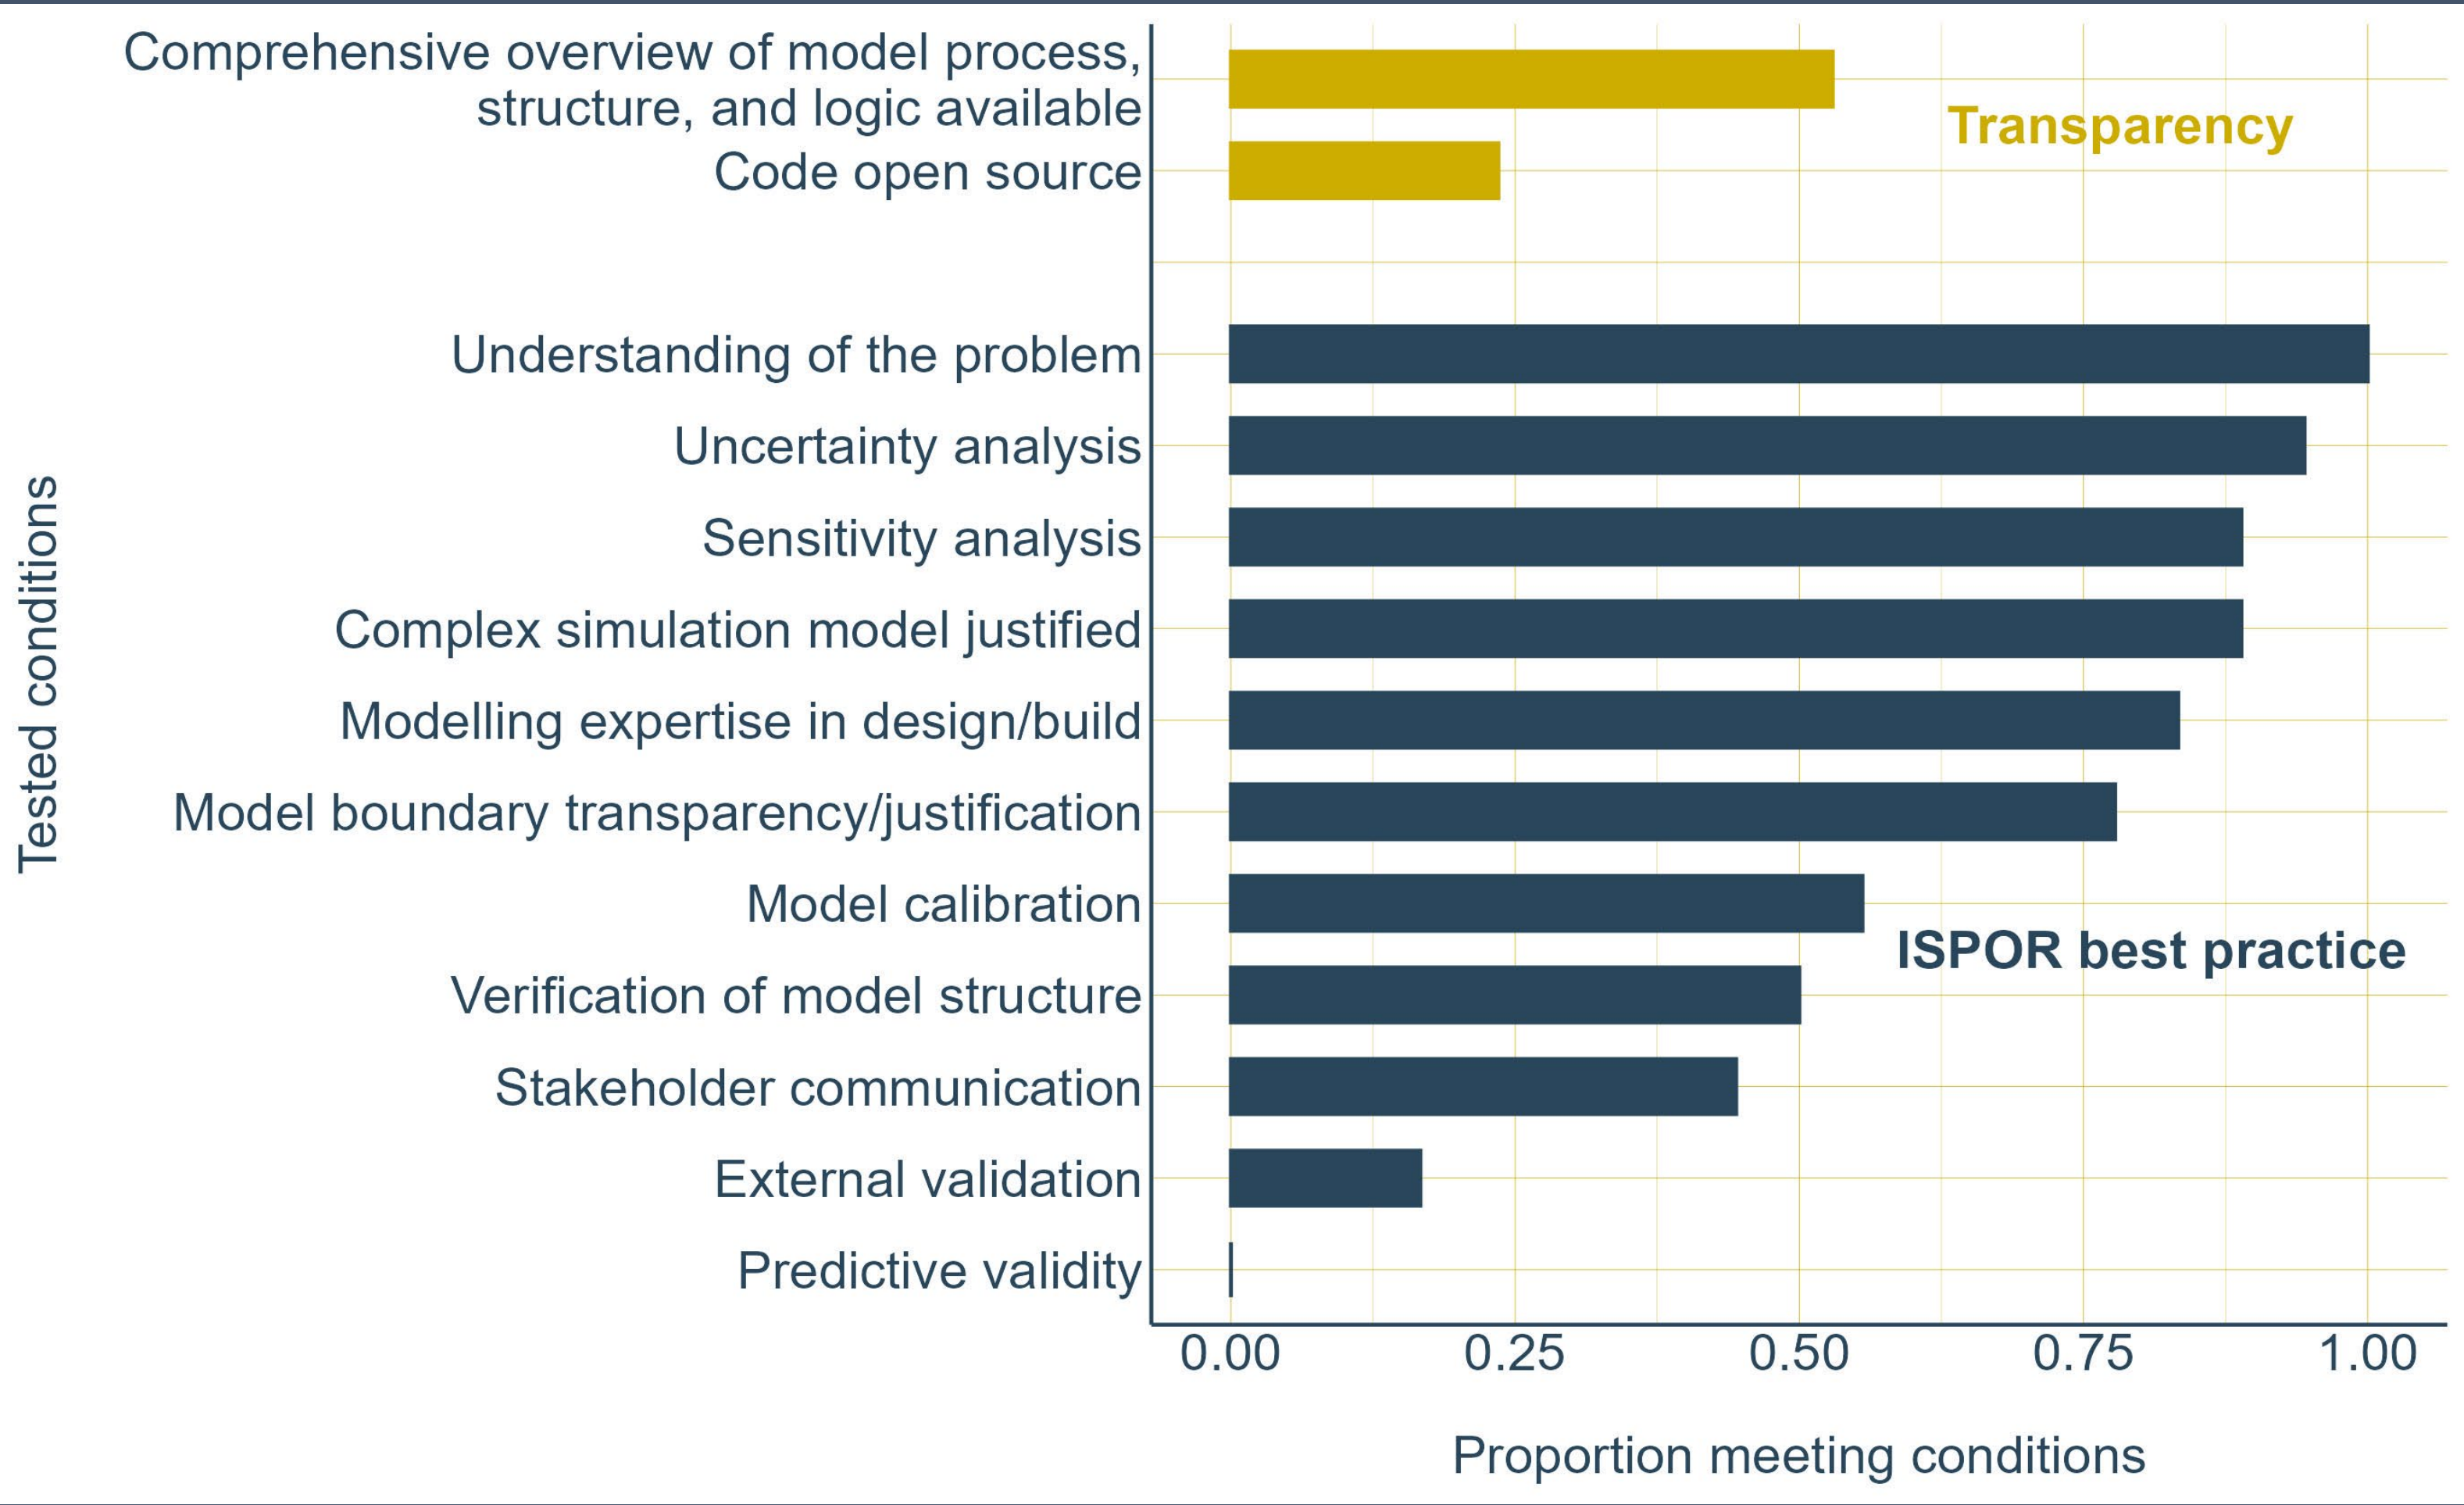 Comprehensive overview of model process,
structure, and logic available
Transparency
Code open source
Understanding of the problem
Uncertainty analysis
Sensitivity analysis
Complex simulation model justified
Modelling expertise in design/build
Model boundary transparency/justification
Model calibration
ISPOR best practice
Verification of model structure
Stakeholder communication
External validation
Predictive validity
Tested conditions
0.00 0.25 0.50 0.75 1.00
Proportion meeting conditions